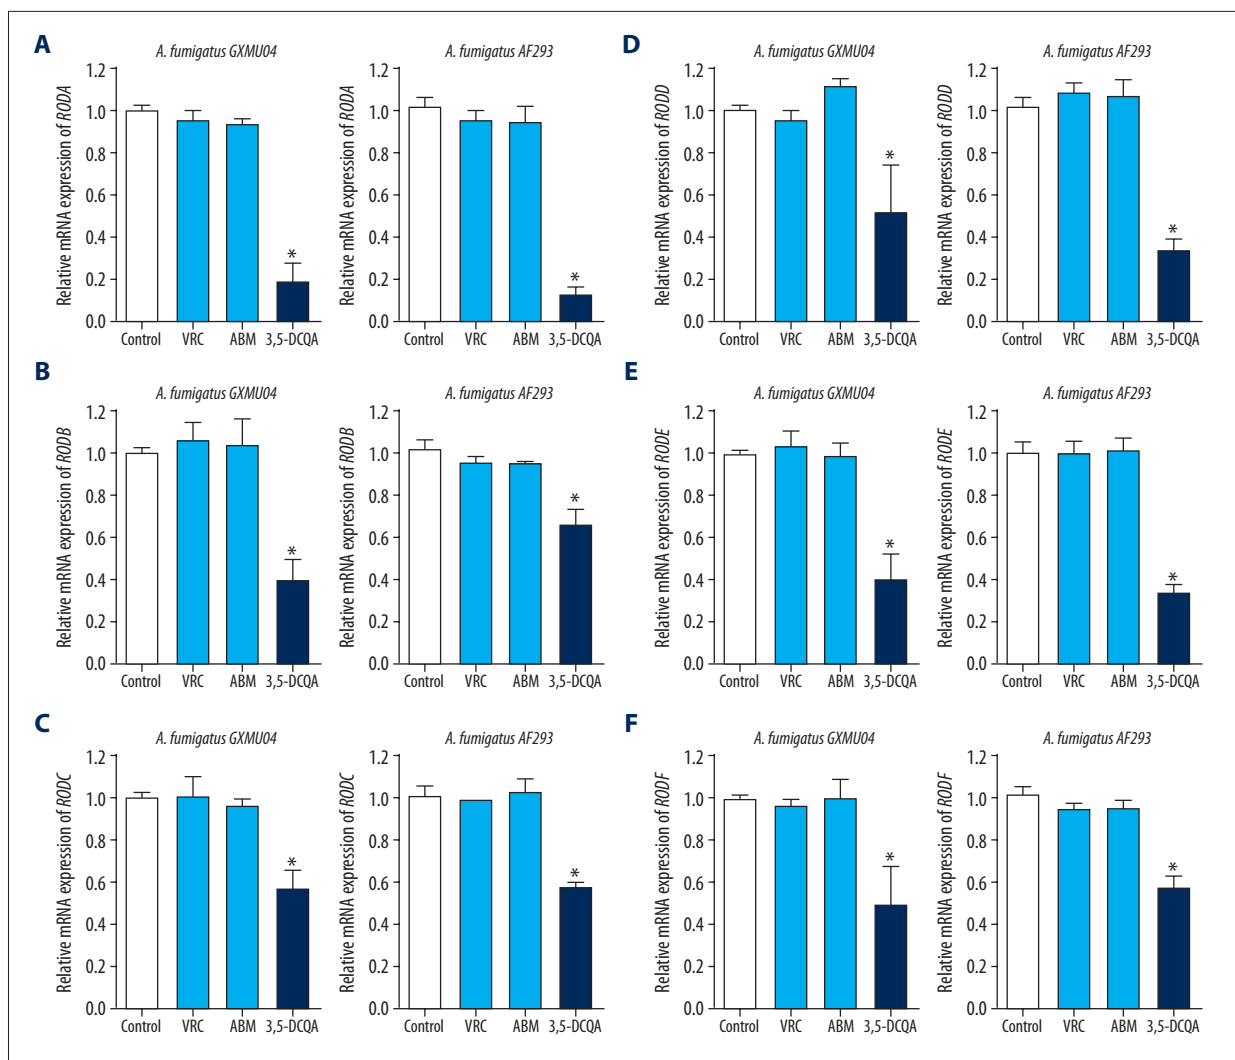 A
A. fumigatus GXMU04
Relative mRNA expression of RODA
1.2
1.0
0.8
0.6
0.4
0.2
0.0
*
Control VRC ABM 3,5-DCQA
A. fumigatus AF293
Relative mRNA expression of RODA
1.2
1.0
0.8
0.6
0.4
0.2
0.0
*
Control VRC ABM 3,5-DCQA
D
A. fumigatus GXMU04
Relative mRNA expression of RODD
1.2
1.0
0.8
0.6
0.4
0.2
0.0
*
Control VRC ABM 3,5-DCQA
A. fumigatus AF293
Relative mRNA expression of RODD
1.2
1.0
0.8
0.6
0.4
0.2
0.0
*
Control VRC ABM 3,5-DCQA
B
A. fumigatus GXMU04
Relative mRNA expression of RODB
1.2
1.0
0.8
0.6
0.4
0.2
0.0
*
Control VRC ABM 3,5-DCQA
A. fumigatus AF293
Relative mRNA expression of RODB
1.2
1.0
0.8
0.6
0.4
0.2
0.0
*
Control VRC ABM 3,5-DCQA
E
A. fumigatus GXMU04
Relative mRNA expression of RODE
1.2
1.0
0.8
0.6
0.4
0.2
0.0
*
Control VRC ABM 3,5-DCQA
A. fumigatus AF293
Relative mRNA expression of RODE
1.2
1.0
0.8
0.6
0.4
0.2
0.0
*
Control VRC ABM 3,5-DCQA
C
A. fumigatus GXMU04
Relative mRNA expression of RODC
1.2
1.0
0.8
0.6
0.4
0.2
0.0
*
Control VRC ABM 3,5-DCQA
A. fumigatus AF293
Relative mRNA expression of RODC
1.2
1.0
0.8
0.6
0.4
0.2
0.0
*
Control VRC ABM 3,5-DCQA
F
A. fumigatus GXMU04
Relative mRNA expression of RODF
1.2
1.0
0.8
0.6
0.4
0.2
0.0
*
Control VRC ABM 3,5-DCQA
A. fumigatus AF293
Relative mRNA expression of RODF
1.2
1.0
0.8
0.6
0.4
0.2
0.0
*
Control VRC ABM 3,5-DCQA